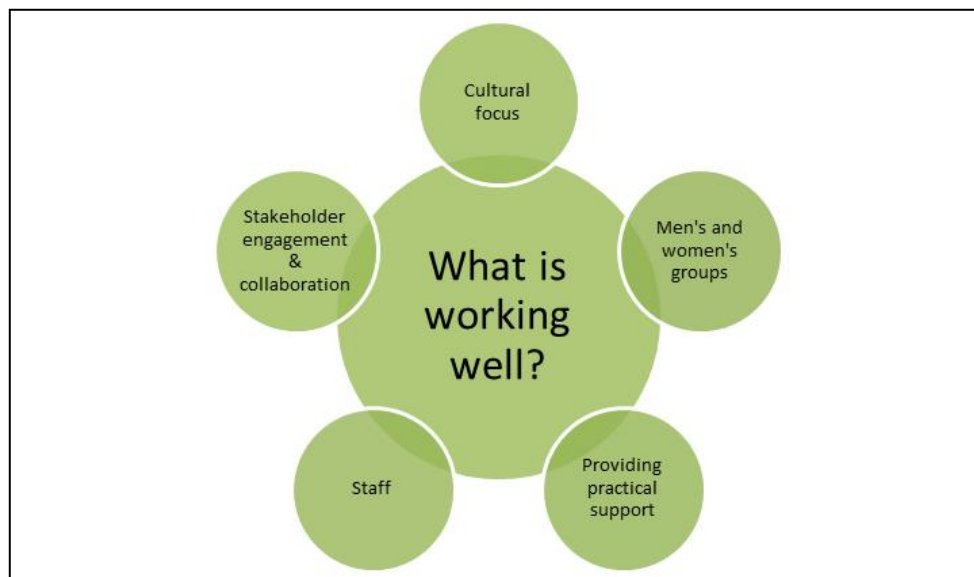 Cultural
focus
Men's and
women's
groups
Providing
practical
support
Staff
Stakeholder
engagement
&
collaboration
What is
working
well?